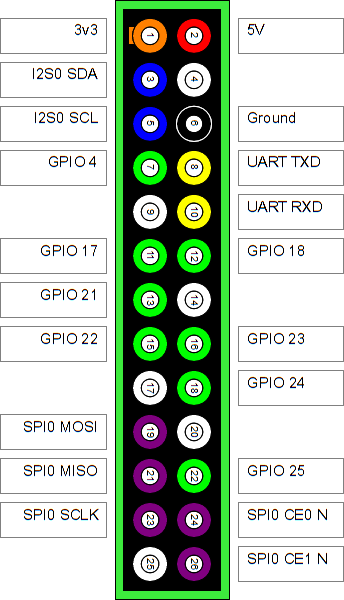 3v3 1 2 5V
I2S0 SDA 3 4
I2S0 SCL 5 6 Ground
GPIO 4 7 8 UART TXD
9 10 UART RXD
GPIO 17 11 12 GPIO 18
GPIO 21 13 14
GPIO 22 15 16 GPIO 23
17 18 GPIO 24
SPI0 MOSI 19 20
SPI0 MISO 21 22 GPIO 25
SPI0 SCLK 23 24 SPI0 CE0 N
25 26 SPI0 CE1 N